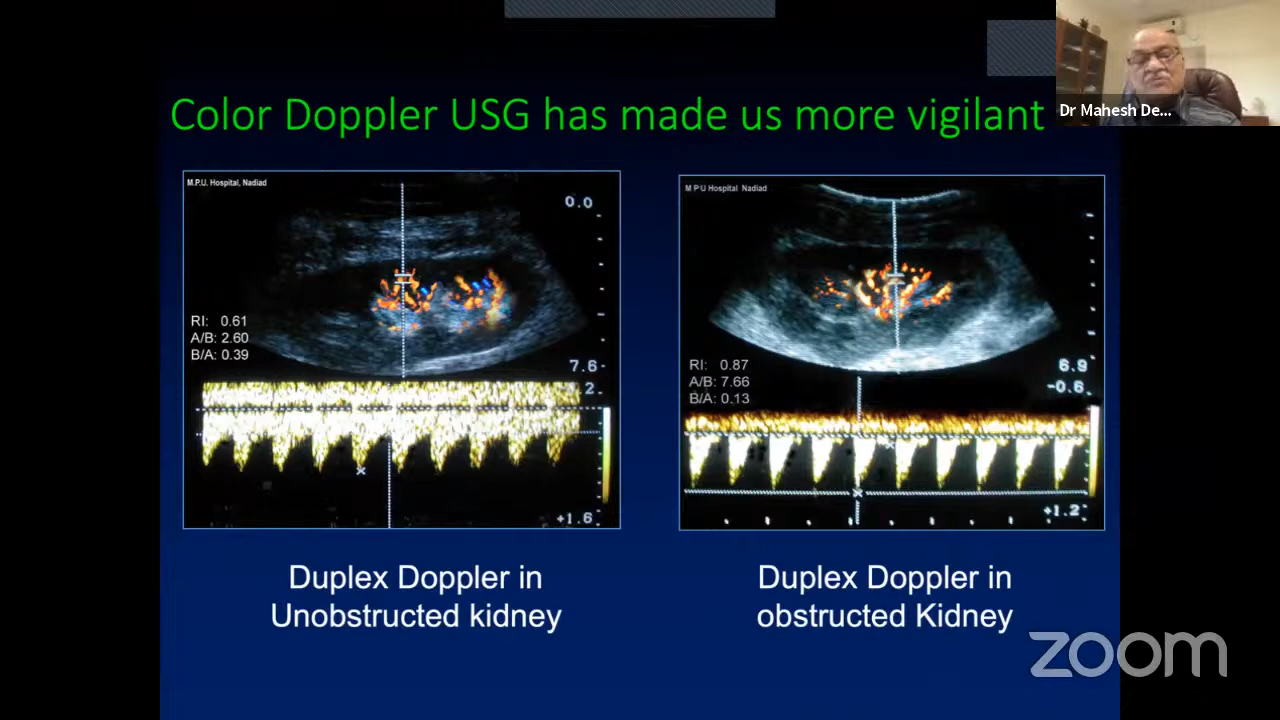 Dr Mahesh De...
Color Doppler USG has made us more vigilant
M.P.U. Hospital, Nadiad
0.0
RI: 0.61
A/B: 2.60
B/A: 0.39
7.6
+1.6
M P U Hospital Nadiad
RI: 0.87
A/B: 7.66
B/A: 0.13
6.9
-0.6
+1.2
Duplex Doppler in
Unobstructed kidney
Duplex Doppler in
obstructed Kidney
zoom